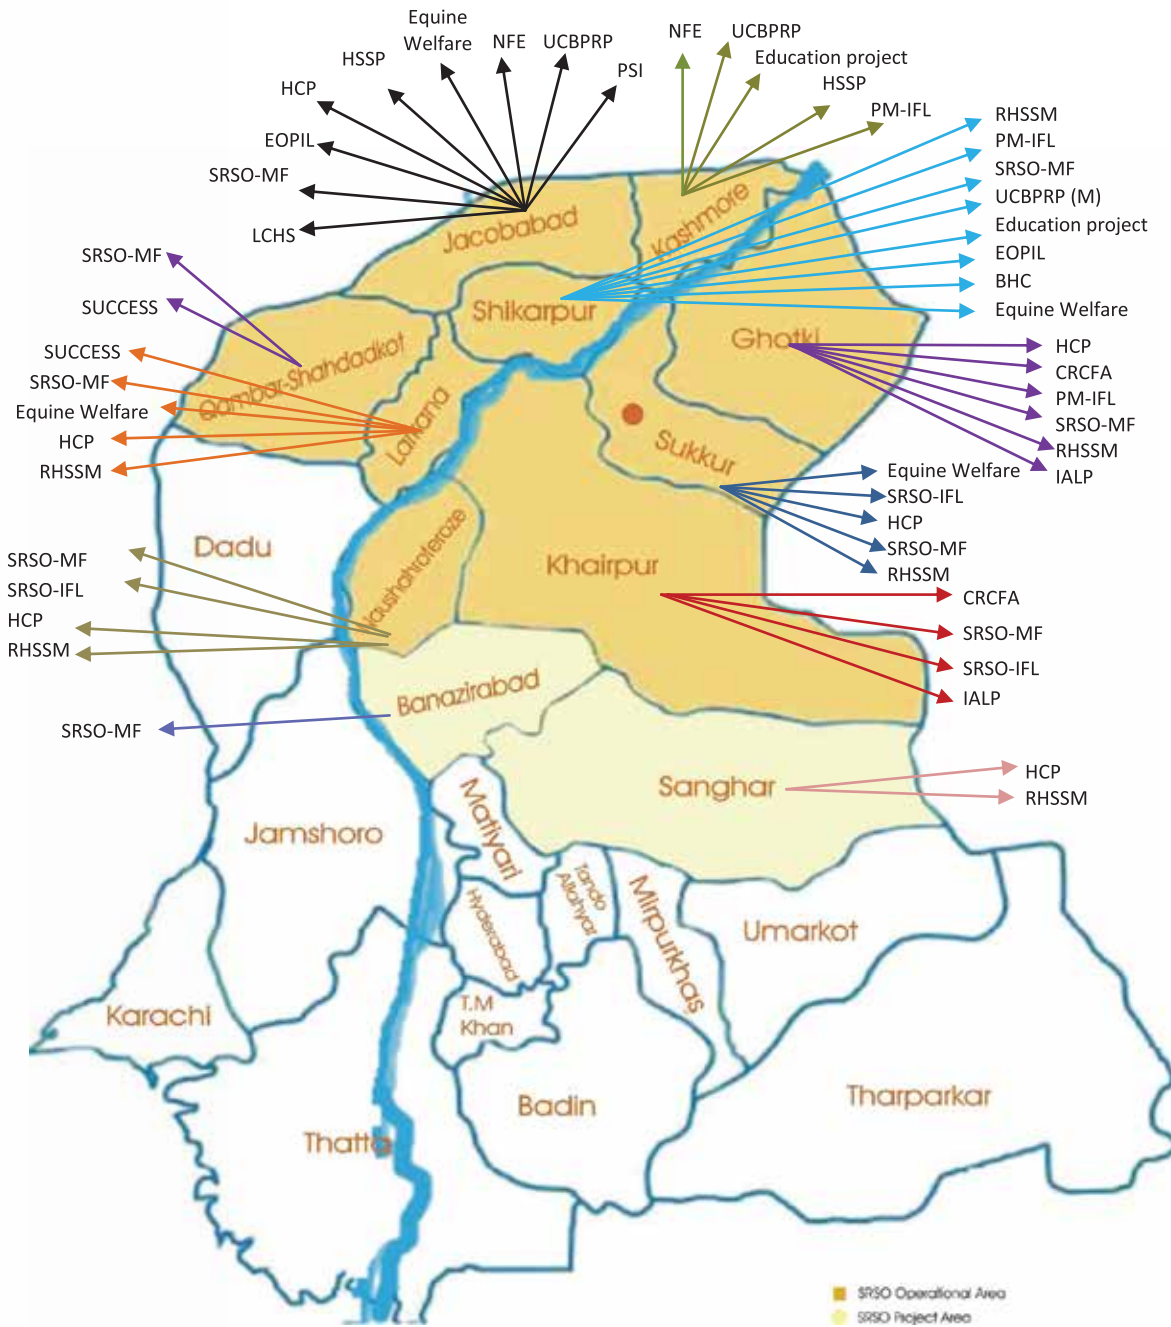 Equine
Welfare
NFE
UCBPRP
PSI
HSSP
HCP
EOPIL
SRSO-MF
LCHS
NFE
UCBPRP
Education project
HSSP
PM-IFL
RHSSM
PM-IFL
SRSO-MF
UCBPRP (M)
Education project
EOPIL
BHC
Equine Welfare
SRSO-MF
SUCCESS
SUCCESS
SRSO-MF
Equine Welfare
HCP
RHSSM
Jacobabad
Kashmore
Shikarpur
Ghotki
Qambar-Shahdadkot
Larkana
Sukkur
HCP
CRCFA
PM-IFL
SRSO-MF
RHSSM
IALP
Equine Welfare
SRSO-IFL
HCP
SRSO-MF
RHSSM
Dadu
Naushahroferoze
Khairpur
SRSO-MF
SRSO-IFL
HCP
RHSSM
CRCFA
SRSO-MF
SRSO-IFL
IALP
Banazirabad
SRSO-MF
Sanghar
HCP
RHSSM
Jamshoro
Matiyari
Hyderabad
Tando
Allahyar
Mirpurkhas
Umarkot
Karachi
T.M
Khan
Badin
Tharparkar
Thatta
SRSO Operational Area
SRSO Project Area